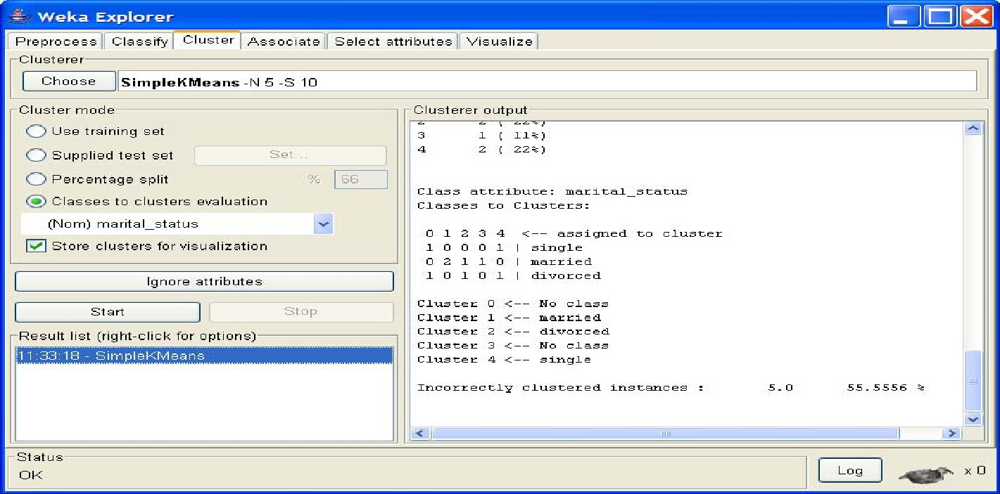 Weka Explorer
Preprocess Classify Cluster Associate Select attributes Visualize
Clusterer
Choose SimpleKMeans -N 5 -S 10
Cluster mode
Use training set
Supplied test set Set...
Percentage split % 66
Classes to clusters evaluation
(Nom) marital_status
Store clusters for visualization
Ignore attributes
Start Stop
Result list (right-click for options)
11:33:18 - SimpleKMeans
Clusterer output
2 2 ( 22%)
3 1 ( 11%)
4 2 ( 22%)
Class attribute: marital_status
Classes to Clusters:
0 1 2 3 4 <-- assigned to cluster
1 0 0 0 1 | single
0 2 1 1 0 | married
1 0 1 0 1 | divorced
Cluster 0 <-- No class
Cluster 1 <-- married
Cluster 2 <-- divorced
Cluster 3 <-- No class
Cluster 4 <-- single
Incorrectly clustered instances : 5.0 55.5556 %
Status
OK
Log x 0